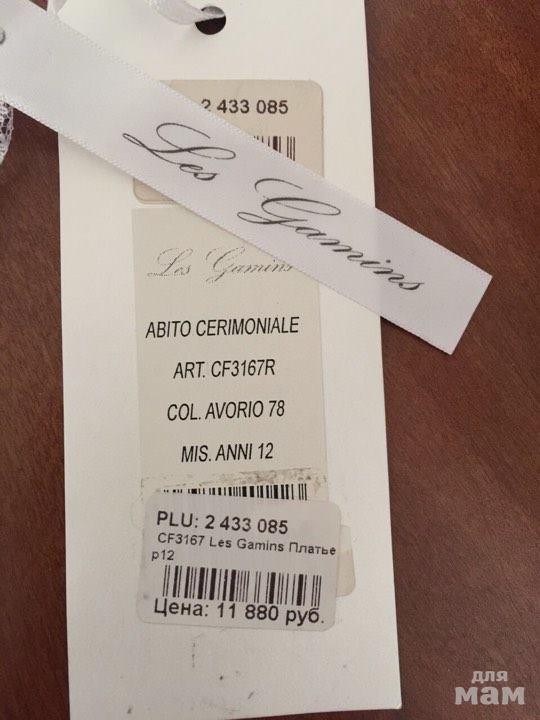 2 433 085
Les Gamins
Les Gamins
ABITO CERIMONIALE
ART. CF3167R
COL. AVORIO 78
MIS. ANNI 12
PLU: 2 433 085
CF3167 Les Gamins Платье
р12
Цена: 11 880 руб.
для
мам